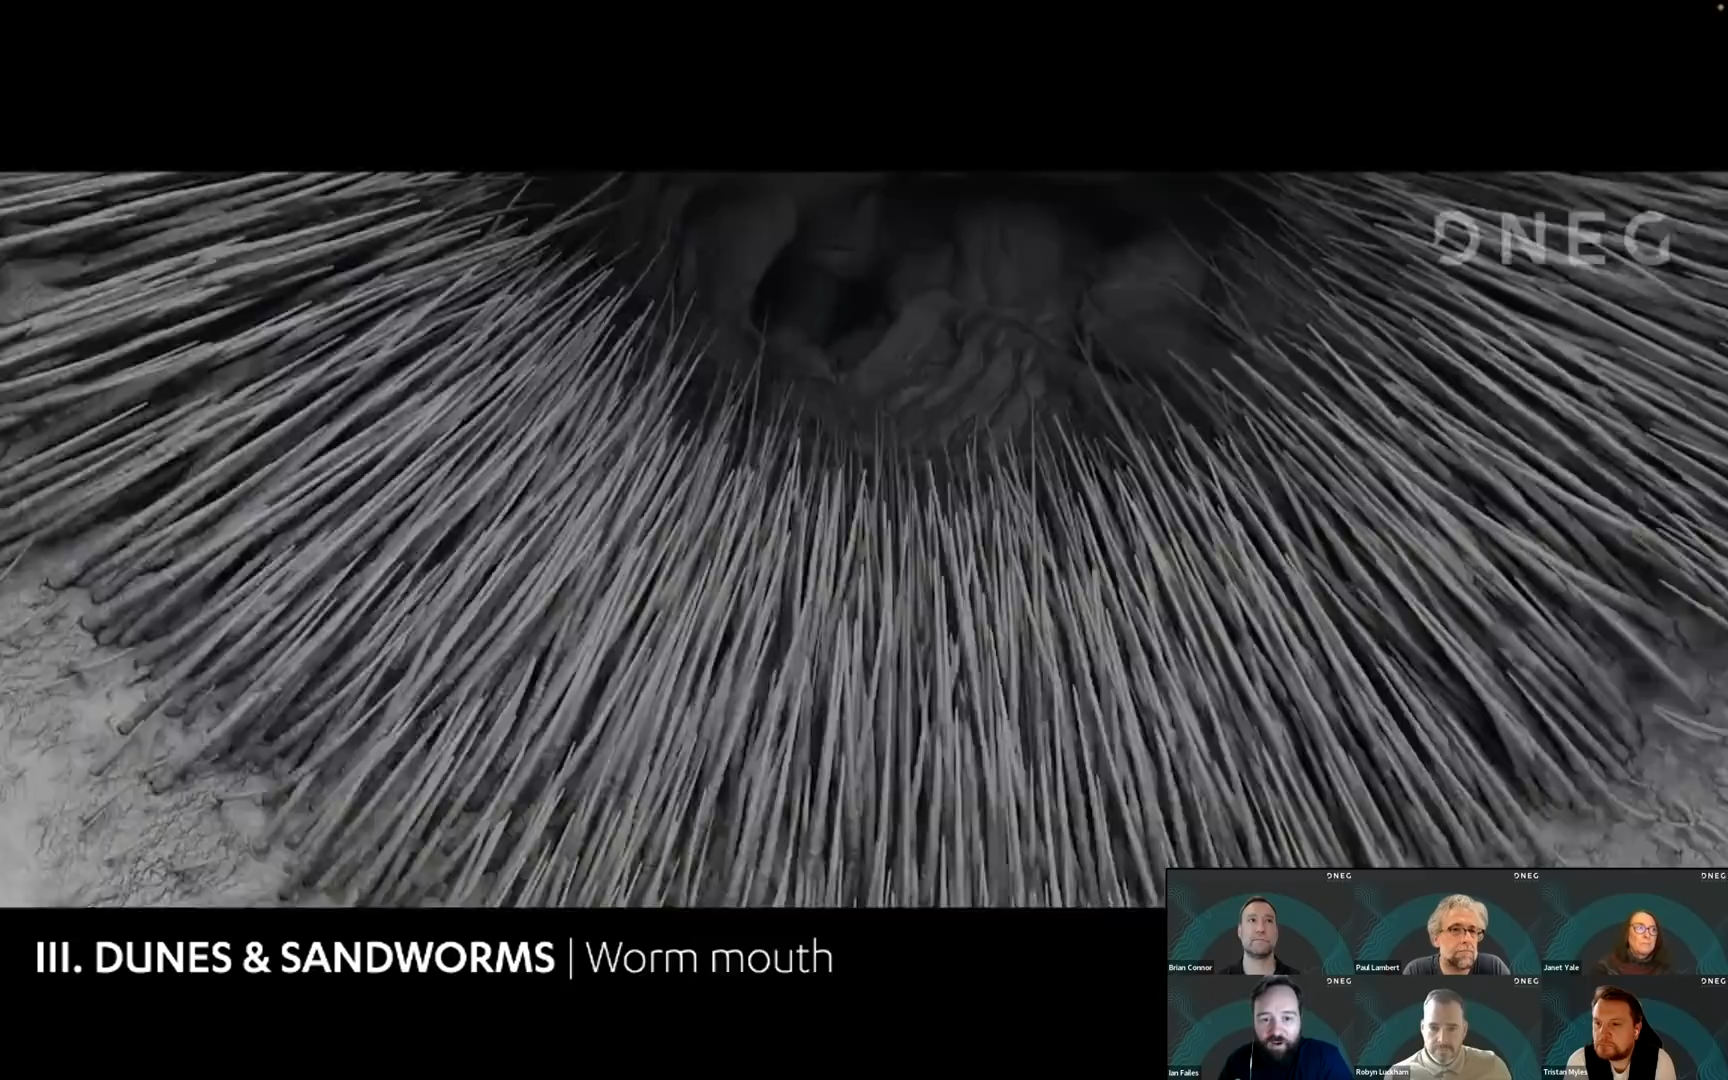 DNEG
III. DUNES & SANDWORMS | Worm mouth
DNEG
DNEG
DNEG
Brian Connor
Paul Lambert
Janet Yale
DNEG
DNEG
DNEG
Ian Failes
Robyn Luckham
Tristan Myles